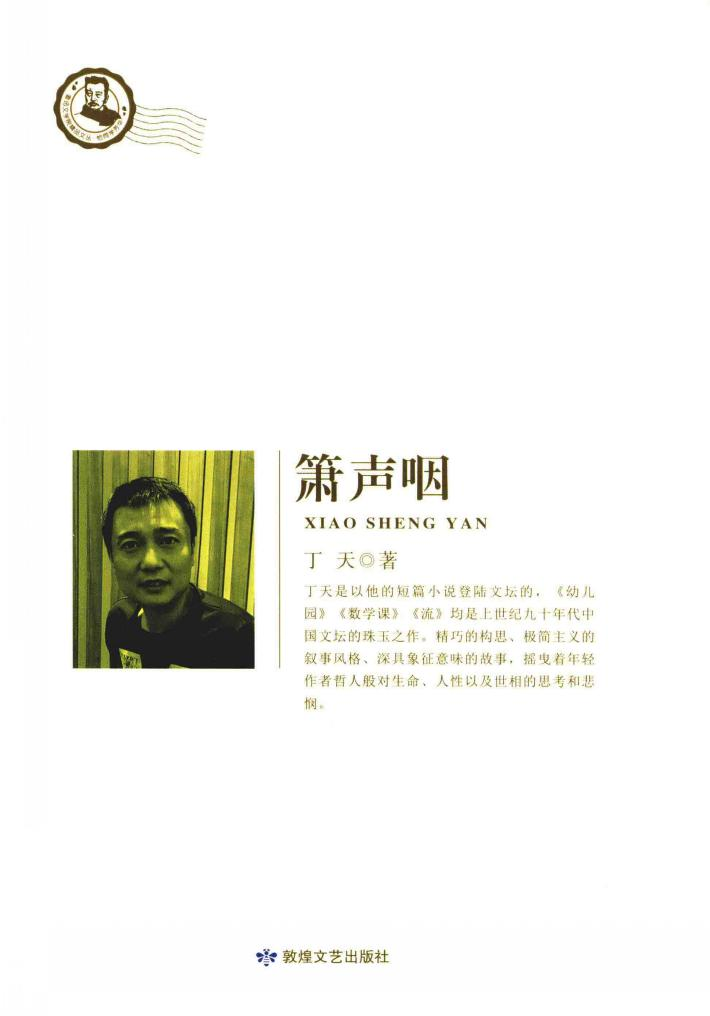 箫声咽
XIAO SHENG YAN
丁 天◎著
丁天是以他的短篇小说登陆文坛的，《幼儿
园》《数学课》《流》均是上世纪九十年代中
国文坛的珠玉之作。精巧的构思、极简主义的
叙事风格、深具象征意味的故事，摇曳着年轻
作者哲人般对生命、人性以及世相的思考和悲
悯。
敦煌文艺出版社